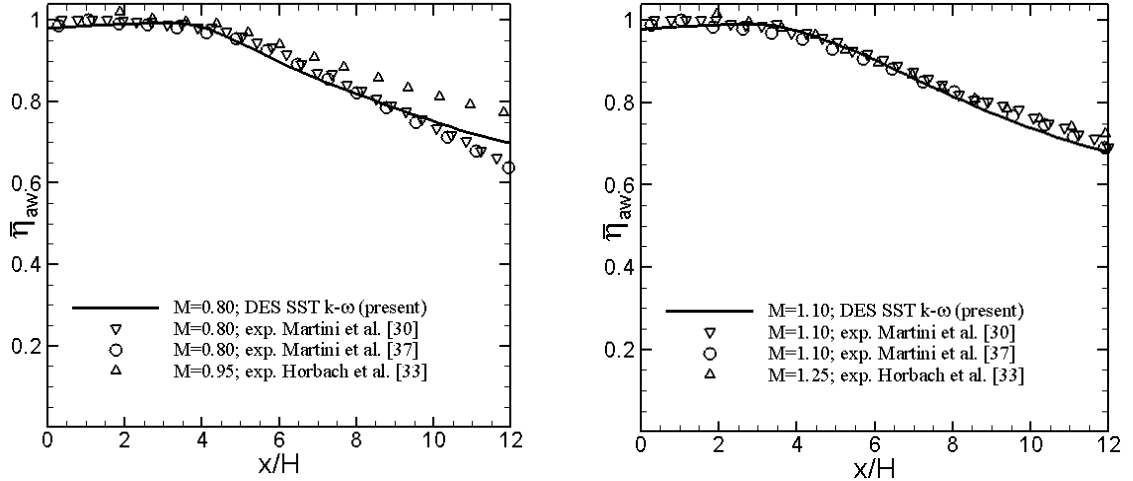 1
0.8
0.6
0.4
0.2
η̅aw
M=0.80; DES SST k-ω (present)
M=0.80; exp. Martini et al. [30]
M=0.80; exp. Martini et al. [37]
M=0.95; exp. Horbach et al. [33]
0 2 4 6 8 10 12
x/H
1
0.8
0.6
0.4
0.2
η̅aw
M=1.10; DES SST k-ω (present)
M=1.10; exp. Martini et al. [30]
M=1.10; exp. Martini et al. [37]
M=1.25; exp. Horbach et al. [33]
0 2 4 6 8 10 12
x/H